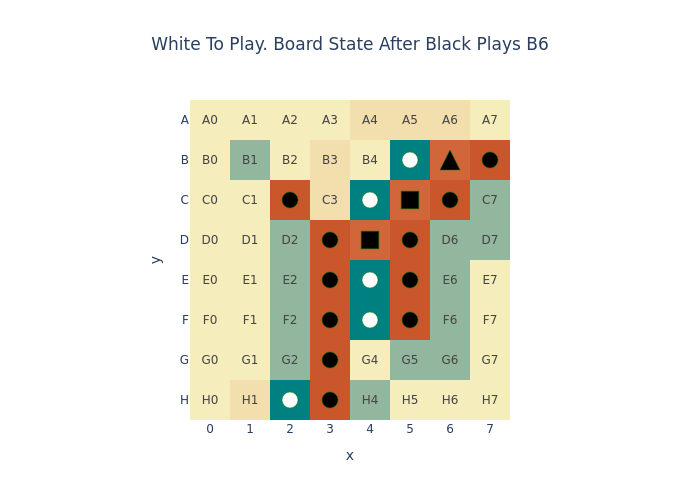 White To Play. Board State After Black Plays B6
A A0 A1 A2 A3 A4 A5 A6 A7
B B0 B1 B2 B3 B4
C C0 C1 C3 C7
D D0 D1 D2 D6 D7
E E0 E1 E2 E6 E7
F F0 F1 F2 F6 F7
G G0 G1 G2 G4 G5 G6 G7
H H0 H1 H4 H5 H6 H7
0 1 2 3 4 5 6 7
x
y